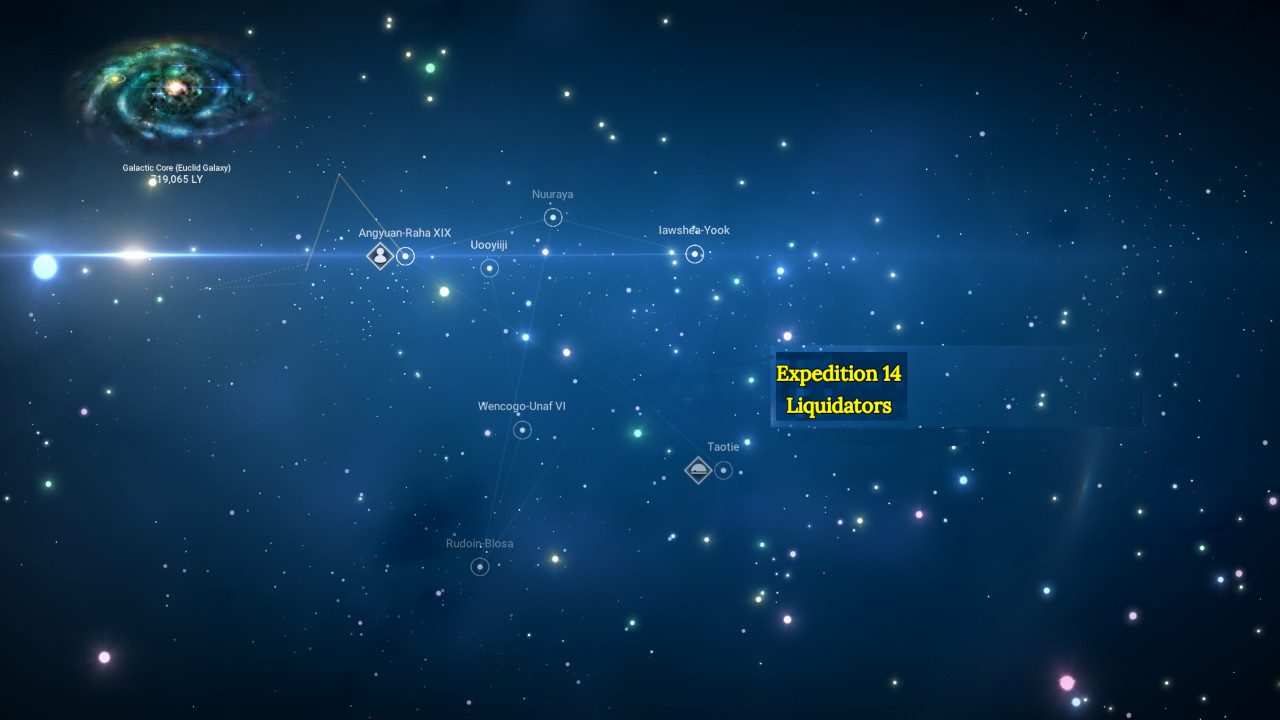 Galactic Core (Euclid Galaxy)
719,065 LY
Nuuraya
Angyuan-Raha XIX
Uooyiiji
Iawshea-Yook
Expedition 14
Liquidators
Wencogo-Unaf VI
Taotie
Rudoin-Blosa